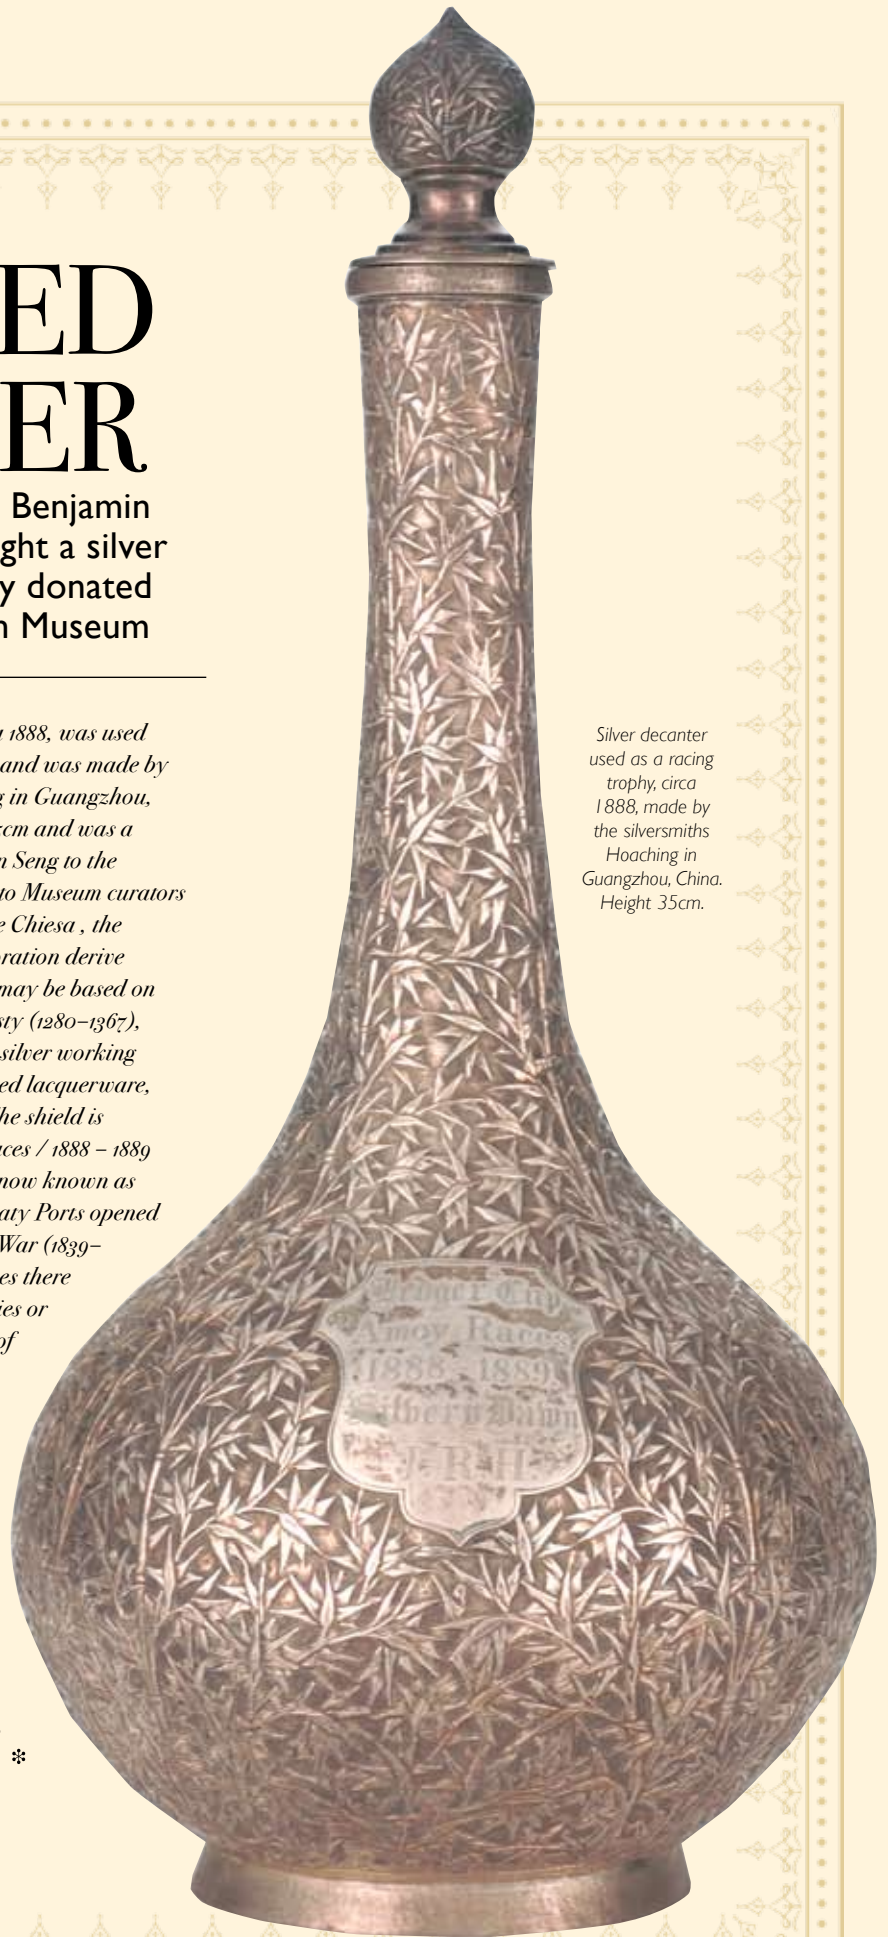 ED
ER
Benjamin
ght a silver
y donated
n Museum
1888, was used
and was made by
g in Guangzhou,
cm and was a
n Seng to the
to Museum curators
e Chiesa , the
ration derive
may be based on
sty (1280–1367),
silver working
ed lacquerware,
he shield is
ces / 1888 – 1889
now known as
aty Ports opened
War (1839–
es there
ies or
of
*
Silver decanter
used as a racing
trophy, circa
1888, made by
the silversmiths
Hoaching in
Guangzhou, China.
Height 35cm.
Cup
Amoy Races
1888 1889
Dawn